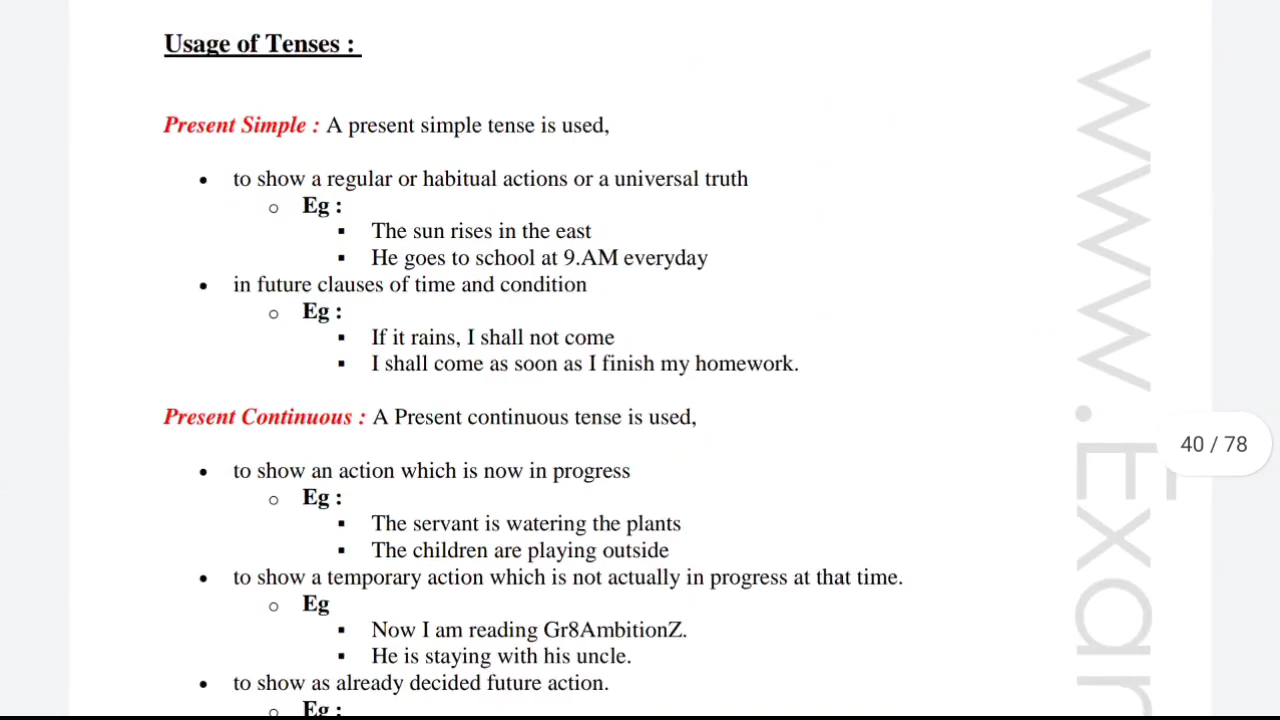 Usage of Tenses :
Present Simple : A present simple tense is used,
• to show a regular or habitual actions or a universal truth
o Eg :
▪ The sun rises in the east
▪ He goes to school at 9.AM everyday
• in future clauses of time and condition
o Eg :
▪ If it rains, I shall not come
▪ I shall come as soon as I finish my homework.
Present Continuous : A Present continuous tense is used,
• to show an action which is now in progress
o Eg :
▪ The servant is watering the plants
▪ The children are playing outside
• to show a temporary action which is not actually in progress at that time.
o Eg
▪ Now I am reading Gr8AmbitionZ.
▪ He is staying with his uncle.
• to show as already decided future action.
o Eg :
www.Exar
40 / 78